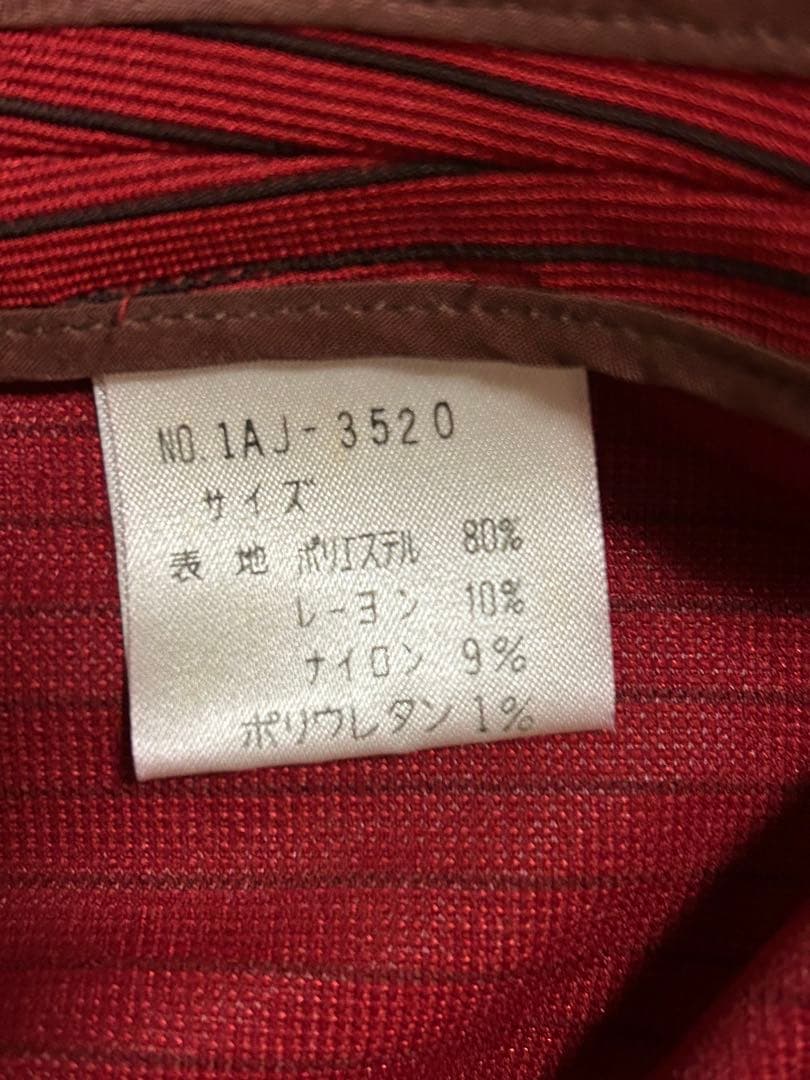 NO.1AJ-3520
サイズ
表地 ポリエステル 80%
レーヨン 10%
ナイロン 9%
ポリウレタン 1%